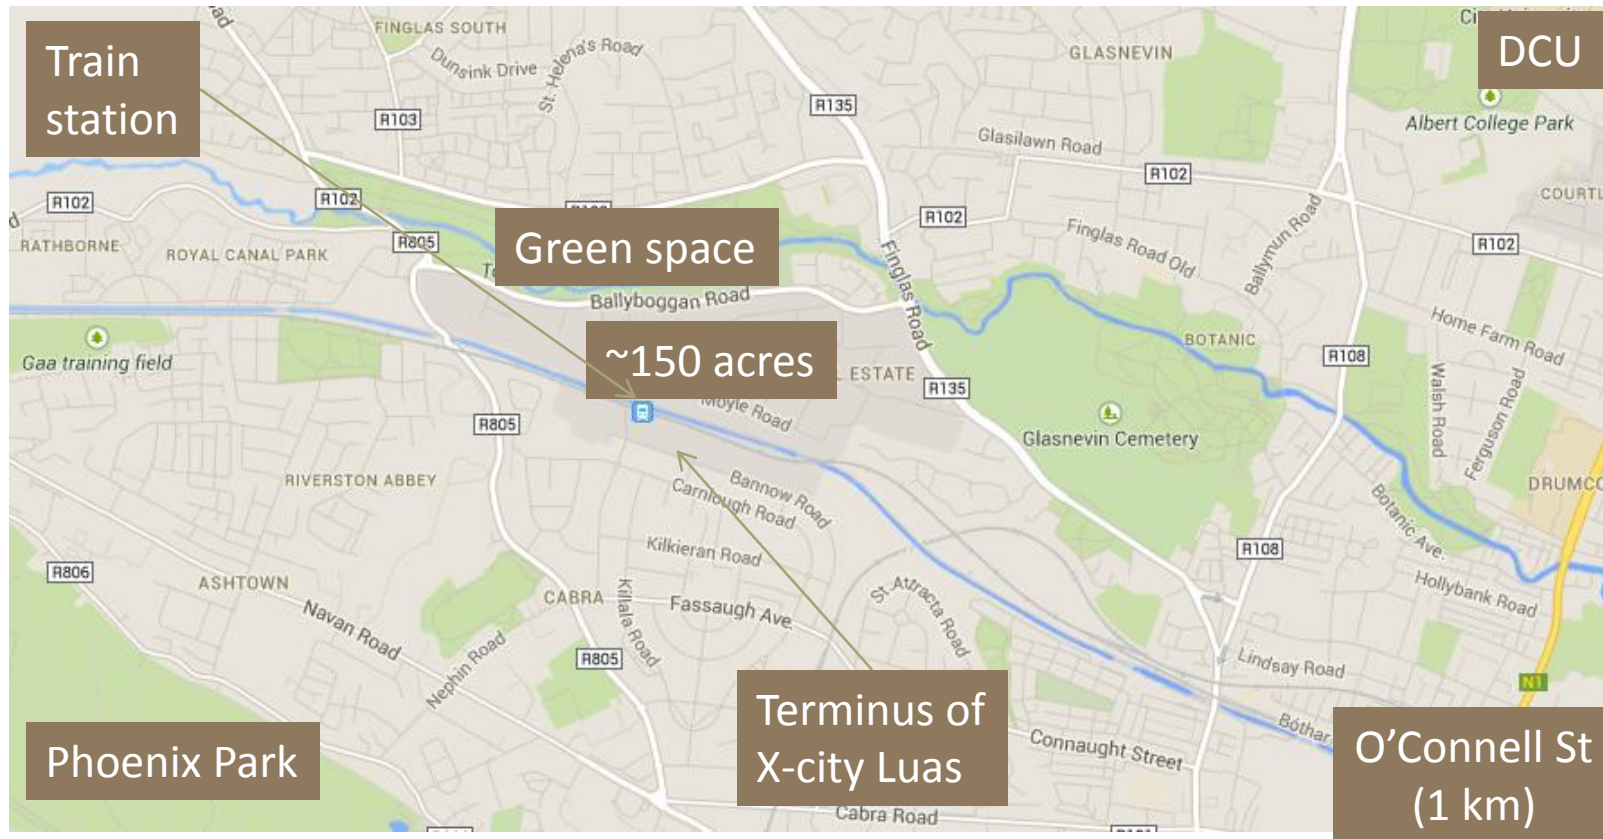 Train
station
DCU
Green space
~150 acres
Terminus of
X-city Luas
Phoenix Park
O'Connell St
(1 km)
FINGLAS SOUTH
Dunsink Drive
St. Helena's Road
GLASNEVIN
R103
R135
Albert College Park
Glasilawn Road
R102
R102
R102
R102
R102
COURTL
RATHBORNE
ROYAL CANAL PARK
R805
Finglas Road
Finglas Road Old
Ballymun Road
Ballyboggan Road
BOTANIC
Home Farm Road
Gaa training field
L ESTATE
R108
R135
Walsh Road
Ferguson Road
Moyle Road
R805
Glasnevin Cemetery
RIVERSTON ABBEY
Bannow Road
Carnlough Road
DRUMCO
Botanic Ave.
Kilkieran Road
R108
R806
ASHTOWN
CABRA
Killala Road
Fassaugh Ave.
St. Attracta Road
Hollybank Road
Navan Road
Nephin Road
R805
Lindsay Road
N1
Bóthar
Connaught Street
Cabra Road